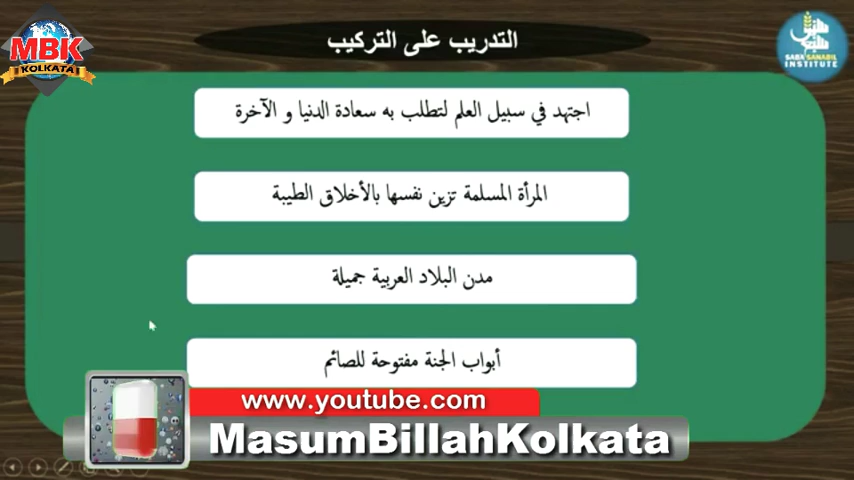 التدريب على التركيب
MBK
KOLKATA
SABA' SANABIL
INSTITUTE
اجتهد في سبيل العلم لتطلب به سعادة الدنيا و الآخرة
المرأة المسلمة تزين نفسها بالأخلاق الطيبة
مدن البلاد العربية جميلة
أبواب الجنة مفتوحة للصائم
www.youtube.com
MasumBillahKolkata